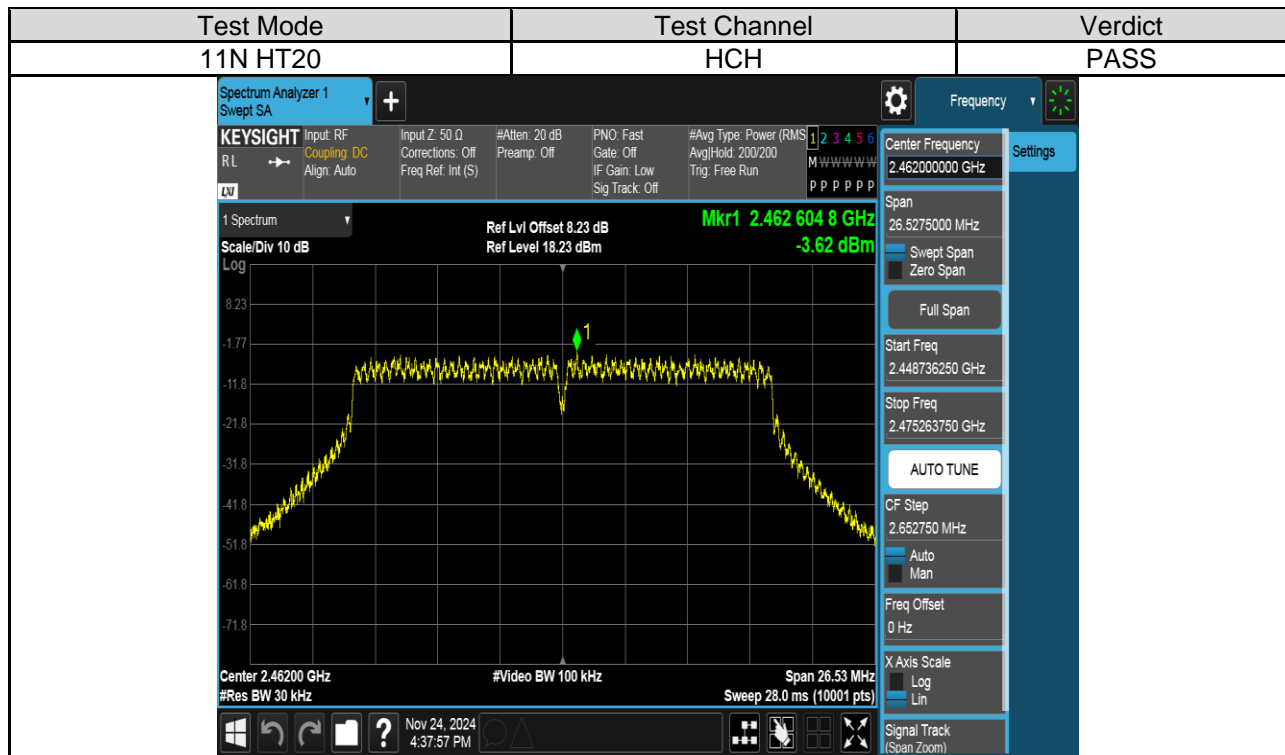 Test Mode Test Channel Verdict
11N HT20 HCH PASS
Spectrum Analyzer 1
Swept SA
+
Frequency
KEYSIGHT Input: RF Input Z: 50 Ω #Atten: 20 dB PNO: Fast #Avg Type: Power (RMS 1 2 3 4 5 6
RL Coupling: DC Corrections: Off Preamp: Off Gate: Off Avg|Hold: 200/200 M W W W W W
Align: Auto Freq Ref: Int (S) IF Gain: Low Trig: Free Run
LXI Sig Track: Off P P P P P P
1 Spectrum Ref Lvl Offset 8.23 dB Mkr1 2.462 604 8 GHz
Scale/Div 10 dB Ref Level 18.23 dBm -3.62 dBm
Log
8.23
1
-1.77
-11.8
-21.8
-31.8
-41.8
-51.8
-61.8
-71.8
Center 2.46200 GHz #Video BW 100 kHz Span 26.53 MHz
#Res BW 30 kHz Sweep 28.0 ms (10001 pts)
? Nov 24, 2024
4:37:57 PM
Center Frequency
2.462000000 GHz
Settings
Span
26.5275000 MHz
Swept Span
Zero Span
Full Span
Start Freq
2.448736250 GHz
Stop Freq
2.475263750 GHz
AUTO TUNE
CF Step
2.652750 MHz
Auto
Man
Freq Offset
0 Hz
X Axis Scale
Log
Lin
Signal Track
(Span Zoom)